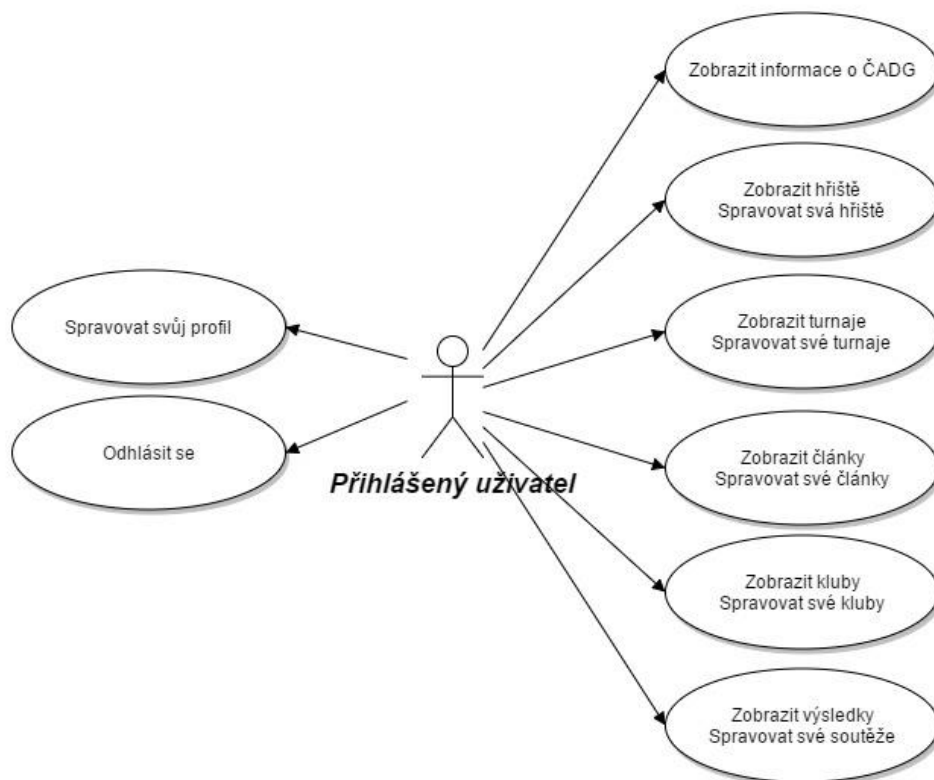 Zobrazit informace o ČADG
Zobrazit hřiště
Spravovat svá hřiště
Spravovat svůj profil
Zobrazit turnaje
Spravovat své turnaje
Odhlásit se
Zobrazit články
Spravovat své články
Přihlášený uživatel
Zobrazit kluby
Spravovat své kluby
Zobrazit výsledky
Spravovat své soutěže